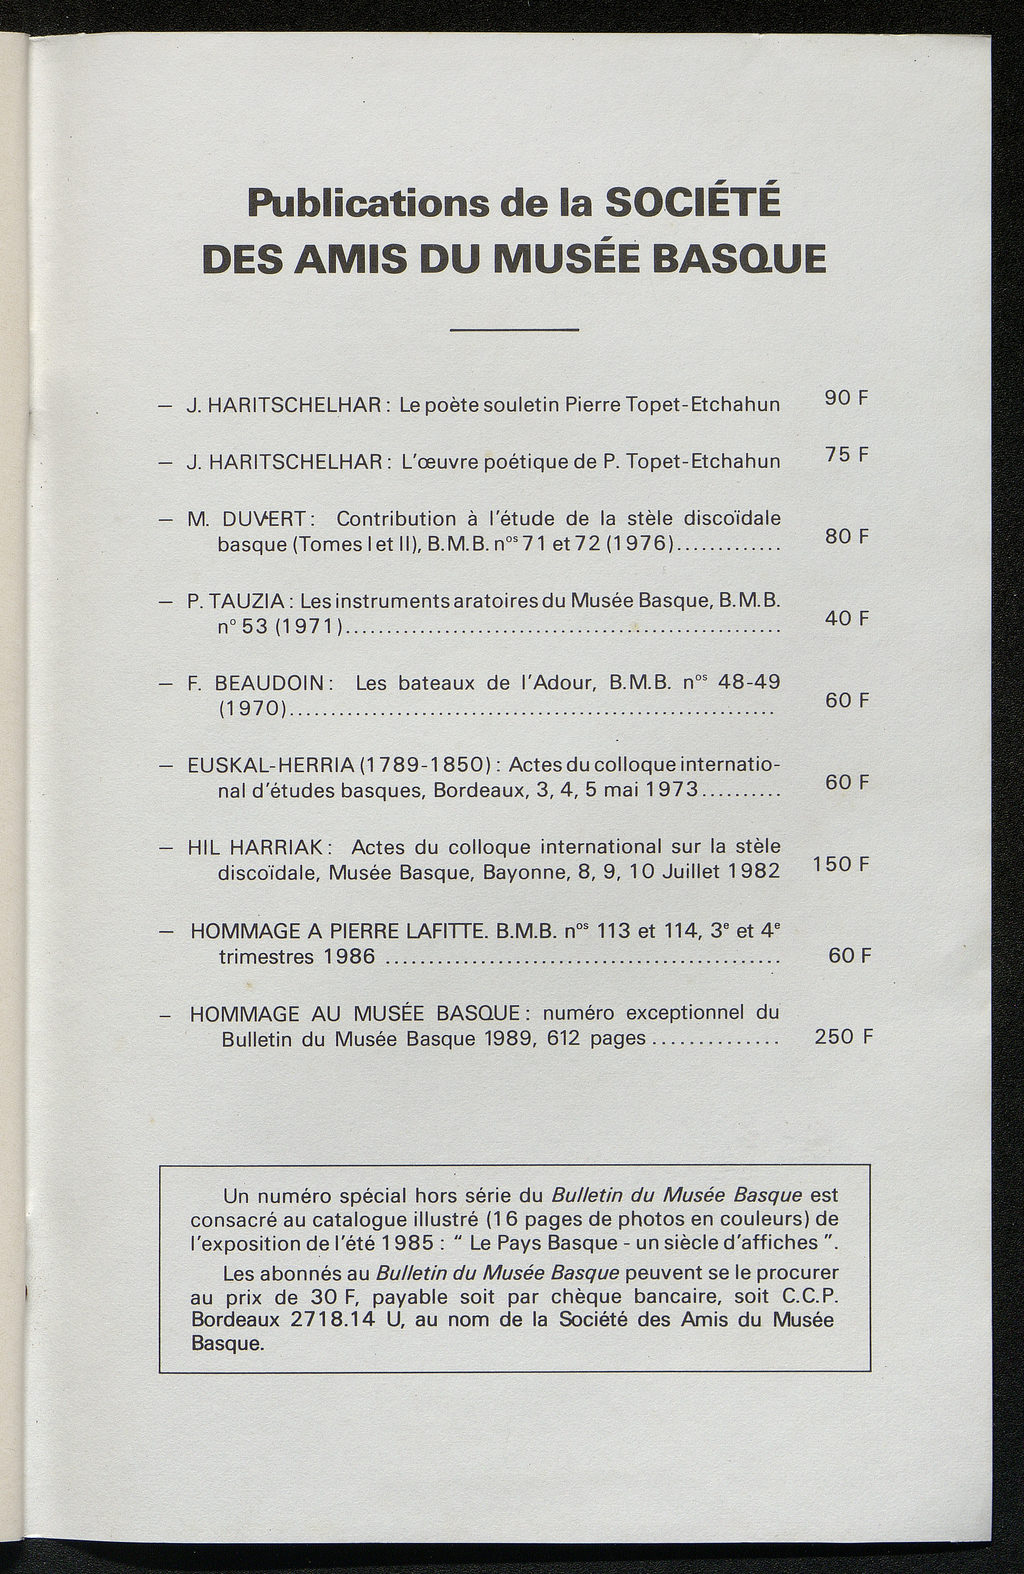 Publications de la SOCIÉTÉ
DES AMIS DU MUSÉE BASQUE
— J. HARITSCHELHAR : Le poète souletin Pierre Topet-Etchahun 90 F
— J. HARITSCHELHAR : L'œuvre poétique de P. Topet-Etchahun 75 F
— M. DUVERT : Contribution à l'étude de la stèle discoïdale
basque (Tomes I et II), B.M.B. nos 71 et 72 (1976)............. 80 F
— P. TAUZIA : Les instruments aratoires du Musée Basque, B.M.B.
n° 53 (1971)..................................................... 40 F
— F. BEAUDOIN : Les bateaux de l'Adour, B.M.B. nos 48-49
(1970)........................................................... 60 F
— EUSKAL-HERRIA (1789-1850) : Actes du colloque internatio-
nal d'études basques, Bordeaux, 3, 4, 5 mai 1973.......... 60 F
— HIL HARRIAK : Actes du colloque international sur la stèle
discoïdale, Musée Basque, Bayonne, 8, 9, 10 Juillet 1982 150 F
— HOMMAGE A PIERRE LAFITTE. B.M.B. nos 113 et 114, 3e et 4e
trimestres 1986 ............................................. 60 F
— HOMMAGE AU MUSÉE BASQUE : numéro exceptionnel du
Bulletin du Musée Basque 1989, 612 pages ............... 250 F
Un numéro spécial hors série du Bulletin du Musée Basque est
consacré au catalogue illustré (16 pages de photos en couleurs) de
l'exposition de l'été 1985 : " Le Pays Basque - un siècle d'affiches ".
Les abonnés au Bulletin du Musée Basque peuvent se le procurer
au prix de 30 F, payable soit par chèque bancaire, soit C.C.P.
Bordeaux 2718.14 U, au nom de la Société des Amis du Musée
Basque.